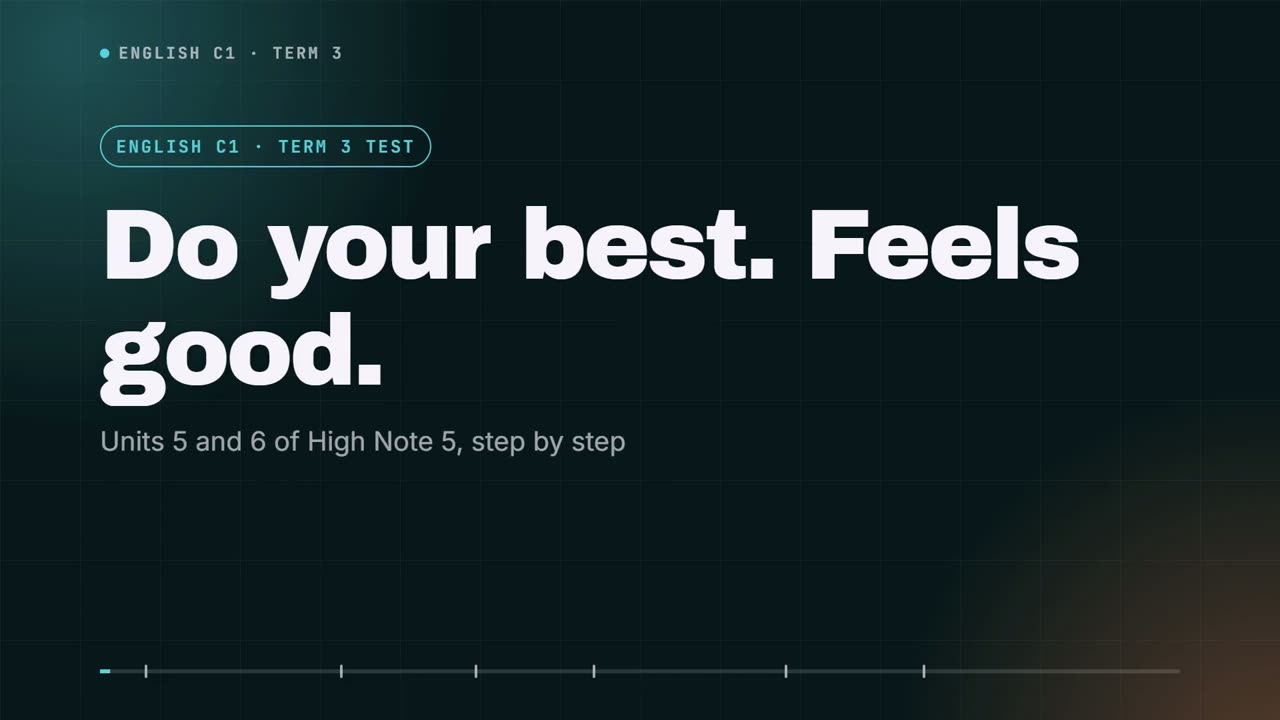 ENGLISH C1 · TERM 3
ENGLISH C1 · TERM 3 TEST
Do your best. Feels
good.
Units 5 and 6 of High Note 5, step by step